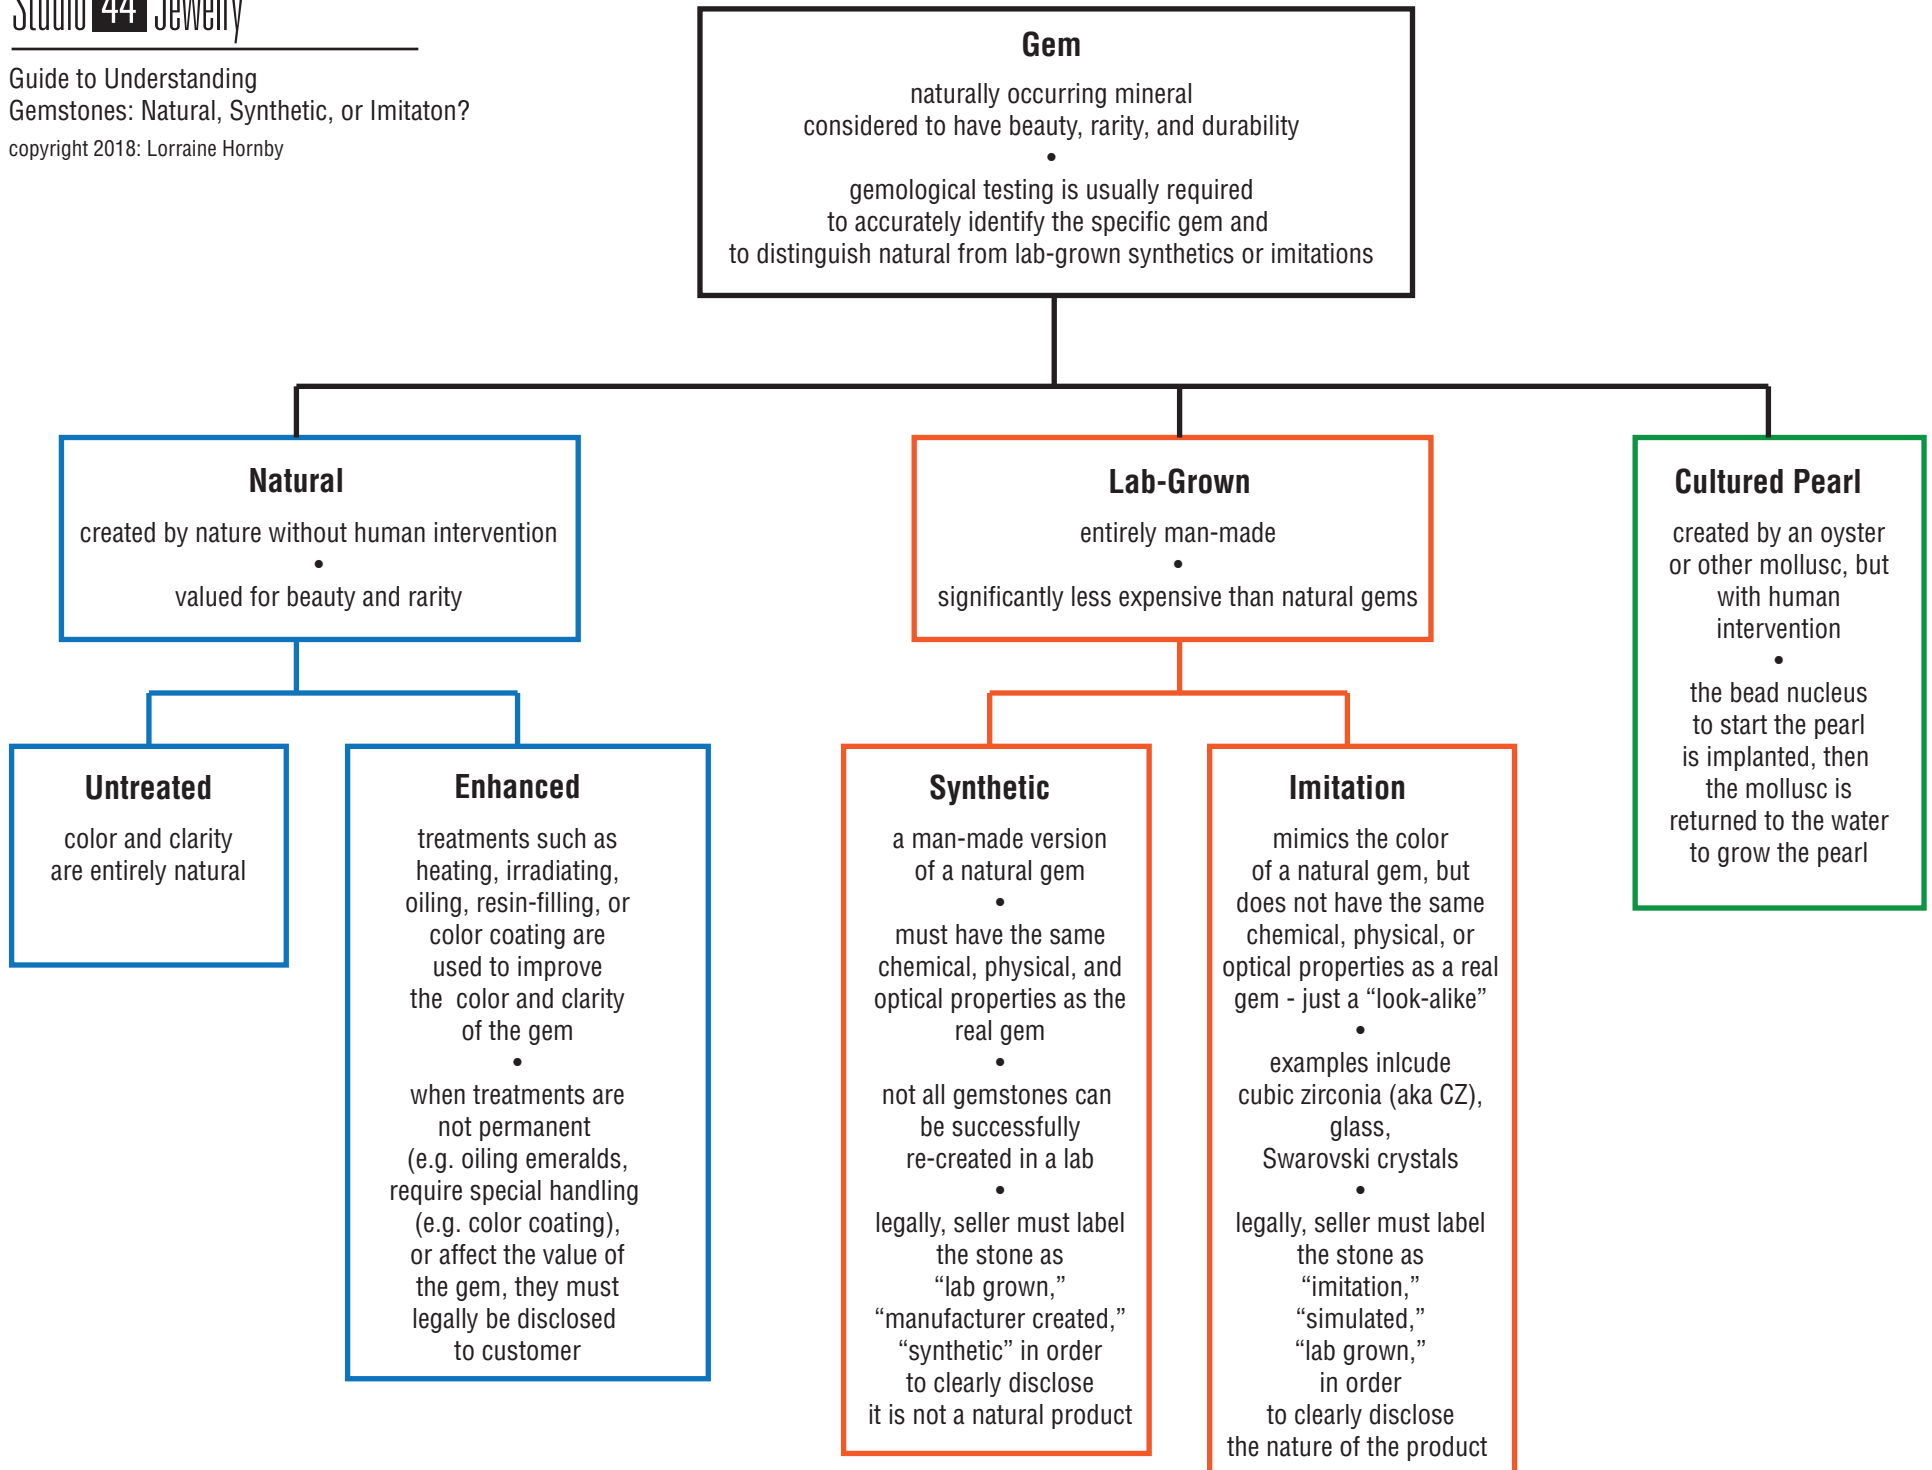 Studio 44 Jewelry
Guide to Understanding
Gemstones: Natural, Synthetic, or Imitaton?
copyright 2018: Lorraine Hornby
Gem
naturally occurring mineral
considered to have beauty, rarity, and durability
•
gemological testing is usually required
to accurately identify the specific gem and
to distinguish natural from lab-grown synthetics or imitations
Natural
created by nature without human intervention
•
valued for beauty and rarity
Lab-Grown
entirely man-made
•
significantly less expensive than natural gems
Cultured Pearl
created by an oyster
or other mollusc, but
with human
intervention
•
the bead nucleus
to start the pearl
is implanted, then
the mollusc is
returned to the water
to grow the pearl
Untreated
color and clarity
are entirely natural
Enhanced
treatments such as
heating, irradiating,
oiling, resin-filling, or
color coating are
used to improve
the  color and clarity
of the gem
•
when treatments are
not permanent
(e.g. oiling emeralds,
require special handling
(e.g. color coating),
or affect the value of
the gem, they must
legally be disclosed
to customer
Synthetic
a man-made version
of a natural gem
•
must have the same
chemical, physical, and
optical properties as the
real gem
•
not all gemstones can
be successfully
re-created in a lab
•
legally, seller must label
the stone as
“lab grown,”
“manufacturer created,”
“synthetic” in order
to clearly disclose
it is not a natural product
Imitation
mimics the color
of a natural gem, but
does not have the same
chemical, physical, or
optical properties as a real
gem - just a “look-alike”
•
examples inlcude
cubic zirconia (aka CZ),
glass,
Swarovski crystals
•
legally, seller must label
the stone as
“imitation,”
“simulated,”
“lab grown,”
in order
to clearly disclose
the nature of the product